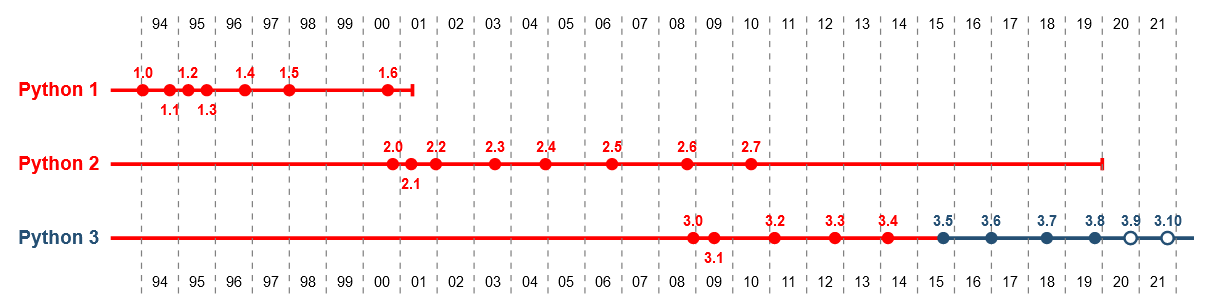 94 95 96 97 98 99 00 01 02 03 04 05 06 07 08 09 10 11 12 13 14 15 16 17 18 19 20 21
1.0 1.2 1.4 1.5 1.6
Python 1
1.1 1.3
2.0 2.2 2.3 2.4 2.5 2.6 2.7
Python 2
2.1
3.0 3.2 3.3 3.4 3.5 3.6 3.7 3.8 3.9 3.10
Python 3
3.1
94 95 96 97 98 99 00 01 02 03 04 05 06 07 08 09 10 11 12 13 14 15 16 17 18 19 20 21